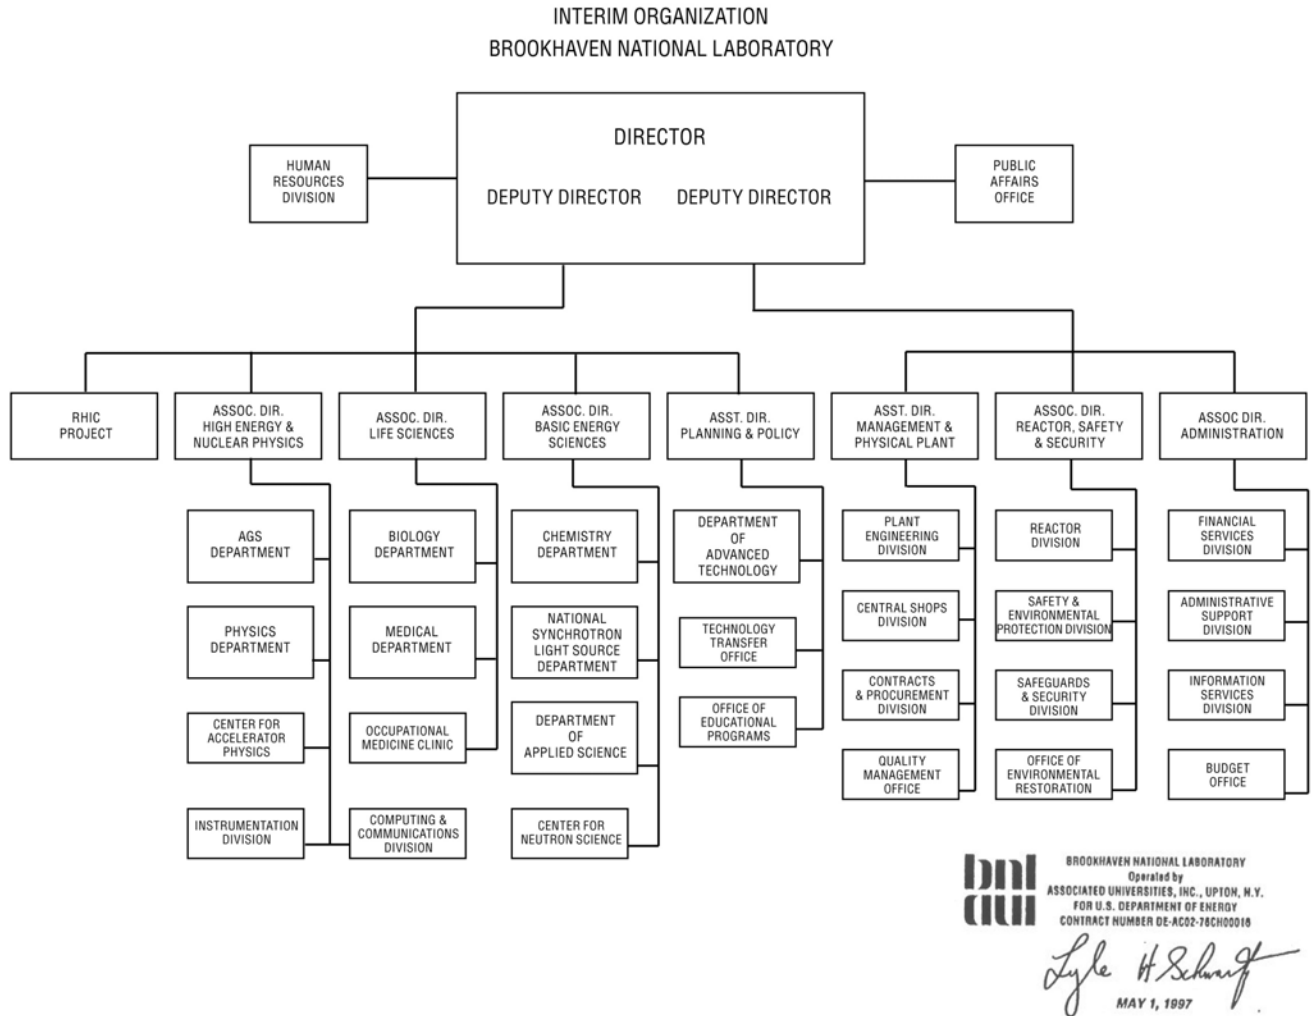 INTERIM ORGANIZATION
BROOKHAVEN NATIONAL LABORATORY
DIRECTOR
DEPUTY DIRECTOR
DEPUTY DIRECTOR
HUMAN
RESOURCES
DIVISION
PUBLIC
AFFAIRS
OFFICE
RHIC
PROJECT
ASSOC. DIR.
HIGH ENERGY &
NUCLEAR PHYSICS
ASSOC. DIR.
LIFE SCIENCES
ASSOC. DIR.
BASIC ENERGY
SCIENCES
ASST. DIR.
PLANNING & POLICY
ASST. DIR.
MANAGEMENT &
PHYSICAL PLANT
ASSOC. DIR.
REACTOR, SAFETY
& SECURITY
ASSOC DIR.
ADMINISTRATION
AGS
DEPARTMENT
PHYSICS
DEPARTMENT
CENTER FOR
ACCELERATOR
PHYSICS
INSTRUMENTATION
DIVISION
BIOLOGY
DEPARTMENT
MEDICAL
DEPARTMENT
OCCUPATIONAL
MEDICINE CLINIC
COMPUTING &
COMMUNICATIONS
DIVISION
CHEMISTRY
DEPARTMENT
NATIONAL
SYNCHROTRON
LIGHT SOURCE
DEPARTMENT
DEPARTMENT
OF
APPLIED SCIENCE
CENTER FOR
NEUTRON SCIENCE
DEPARTMENT
OF
ADVANCED
TECHNOLOGY
TECHNOLOGY
TRANSFER
OFFICE
OFFICE OF
EDUCATIONAL
PROGRAMS
PLANT
ENGINEERING
DIVISION
CENTRAL SHOPS
DIVISION
CONTRACTS
& PROCUREMENT
DIVISION
QUALITY
MANAGEMENT
OFFICE
REACTOR
DIVISION
SAFETY &
ENVIRONMENTAL
PROTECTION DIVISION
SAFEGUARDS
& SECURITY
DIVISION
OFFICE OF
ENVIRONMENTAL
RESTORATION
FINANCIAL
SERVICES
DIVISION
ADMINISTRATIVE
SUPPORT
DIVISION
INFORMATION
SERVICES
DIVISION
BUDGET
OFFICE
bnl
aui
BROOKHAVEN NATIONAL LABORATORY
Operated by
ASSOCIATED UNIVERSITIES, INC., UPTON, N.Y.
FOR U.S. DEPARTMENT OF ENERGY
CONTRACT NUMBER DE-AC02-76CH00016
Lyle H Schwartz
MAY 1, 1997